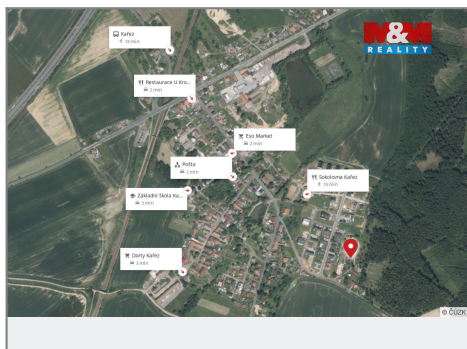 M&M
REALITY
Kařez
10 min
Restaurace U Kro...
2 min
Eso Market
2 min
Pošta
2 min
Sokolovna Kařez
10 min
Základní Škola Ka...
3 min
Dorty Kařez
3 min
© ČÚZK